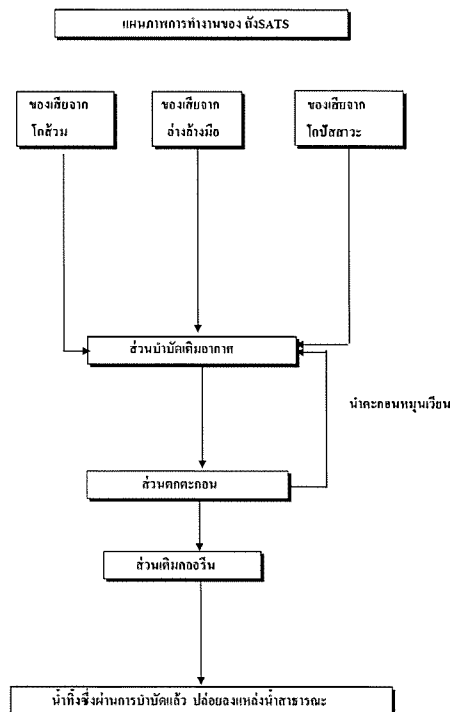 แผนภาพการทำงานของ ถังSATS
ของเสียจาก
โถส้วม
ของเสียจาก
อ่างล้างมือ
ของเสียจาก
โถปัสสาวะ
ส่วนบำบัดเติมอากาศ
นำตะกอนหมุนเวียน
ส่วนตกตะกอน
ส่วนเติมคลอรีน
น้ำทิ้งซึ่งผ่านการบำบัดแล้ว ปล่อยลงแหล่งน้ำสาธารณะ